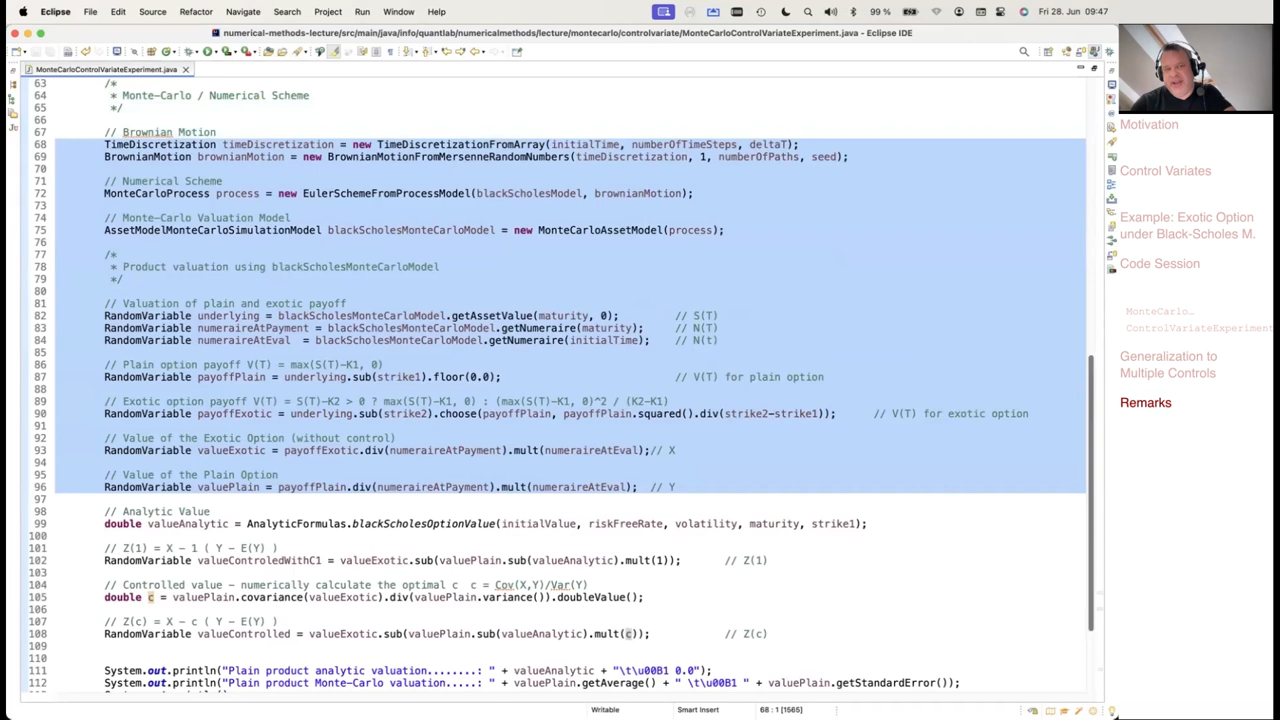 Eclipse File Edit Source Refactor Navigate Search Project Run Window Help 99% Fri 28. Jun 09:47
numerical-methods-lecture/src/main/java/info/quantlab/numericalmethods/lecture/montecarlo/controlvariate/MonteCarloControlVariateExperiment.java - Eclipse IDE
MonteCarloControlVariateExperiment.java
63 /*
64 * Monte-Carlo / Numerical Scheme
65 */
66
67 // Brownian Motion
68 TimeDiscretization timeDiscretization = new TimeDiscretizationFromArray(initialTime, numberOfTimeSteps, deltaT);
69 BrownianMotion brownianMotion = new BrownianMotionFromMersenneRandomNumbers(timeDiscretization, 1, numberOfPaths, seed);
70
71 // Numerical Scheme
72 MonteCarloProcess process = new EulerSchemeFromProcessModel(blackScholesModel, brownianMotion);
73
74 // Monte-Carlo Valuation Model
75 AssetModelMonteCarloSimulationModel blackScholesMonteCarloModel = new MonteCarloAssetModel(process);
76
77 /*
78 * Product valuation using blackScholesMonteCarloModel
79 */
80
81 // Valuation of plain and exotic payoff
82 RandomVariable underlying = blackScholesMonteCarloModel.getAssetValue(maturity, 0); // S(T)
83 RandomVariable numeraireAtPayment = blackScholesMonteCarloModel.getNumeraire(maturity); // N(T)
84 RandomVariable numeraireAtEval = blackScholesMonteCarloModel.getNumeraire(initialTime); // N(t)
85
86 // Plain option payoff V(T) = max(S(T)-K1, 0)
87 RandomVariable payoffPlain = underlying.sub(strike1).floor(0.0); // V(T) for plain option
88
89 // Exotic option payoff V(T) = S(T)-K2 > 0 ? max(S(T)-K1, 0) : (max(S(T)-K1, 0)^2 / (K2-K1)
90 RandomVariable payoffExotic = underlying.sub(strike2).choose(payoffPlain, payoffPlain.squared().div(strike2-strike1)); // V(T) for exotic option
91
92 // Value of the Exotic Option (without control)
93 RandomVariable valueExotic = payoffExotic.div(numeraireAtPayment).mult(numeraireAtEval);// X
94
95 // Value of the Plain Option
96 RandomVariable valuePlain = payoffPlain.div(numeraireAtPayment).mult(numeraireAtEval); // Y
97
98 // Analytic Value
99 double valueAnalytic = AnalyticFormulas.blackScholesOptionValue(initialValue, riskFreeRate, volatility, maturity, strike1);
100
101 // Z(1) = X - 1 ( Y - E(Y) )
102 RandomVariable valueControledWithC1 = valueExotic.sub(valuePlain.sub(valueAnalytic).mult(1)); // Z(1)
103
104 // Controlled value - numerically calculate the optimal c c = Cov(X,Y)/Var(Y)
105 double c = valuePlain.covariance(valueExotic).div(valuePlain.variance()).doubleValue();
106
107 // Z(c) = X - c ( Y - E(Y) )
108 RandomVariable valueControlled = valueExotic.sub(valuePlain.sub(valueAnalytic).mult(c)); // Z(c)
109
110
111 System.out.println("Plain product analytic valuation........: " + valueAnalytic + "\t\u00B1 0.0");
112 System.out.println("Plain product Monte-Carlo valuation.....: " + valuePlain.getAverage() + " \t\u00B1 " + valuePlain.getStandardError());
Writable Smart Insert 68 : 1 [1565]
Motivation
Control Variates
Example: Exotic Option
under Black-Scholes M.
Code Session
MonteCarlo…
ControlVariateExperiment
Generalization to
Multiple Controls
Remarks